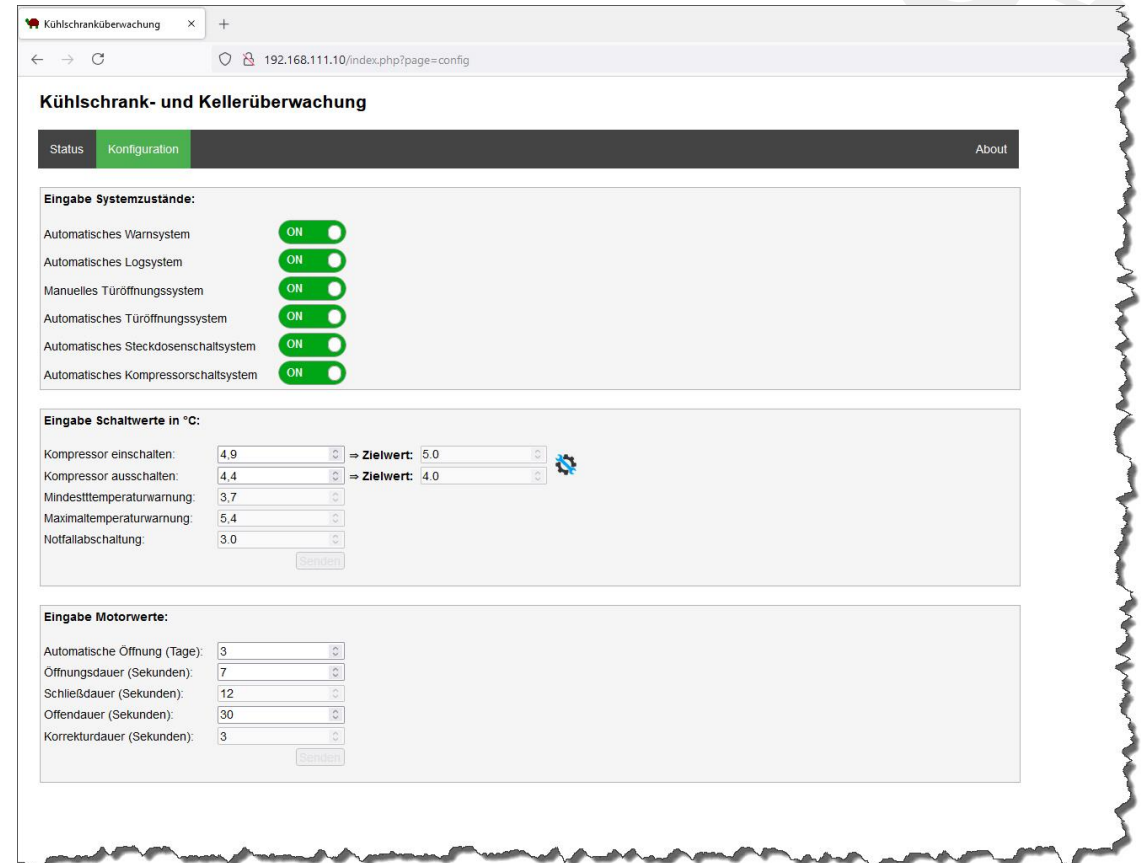 Kühlschranküberwachung
192.168.111.10/index.php?page=config
Kühlschrank- und Kellerüberwachung
Status Konfiguration About
Eingabe Systemzustände:
Automatisches Warnsystem ON
Automatisches Logsystem ON
Manuelles Türöffnungssystem ON
Automatisches Türöffnungssystem ON
Automatisches Steckdosenschaltsystem ON
Automatisches Kompressorschaltsystem ON
Eingabe Schaltwerte in °C:
Kompressor einschalten: 4,9 ⇒ Zielwert: 5.0
Kompressor ausschalten: 4,4 ⇒ Zielwert: 4.0
Mindestttemperaturwarnung: 3,7
Maximaltemperaturwarnung: 5,4
Notfallabschaltung: 3.0
Senden
Eingabe Motorwerte:
Automatische Öffnung (Tage): 3
Öffnungsdauer (Sekunden): 7
Schließdauer (Sekunden): 12
Offendauer (Sekunden): 30
Korrekturdauer (Sekunden): 3
Senden